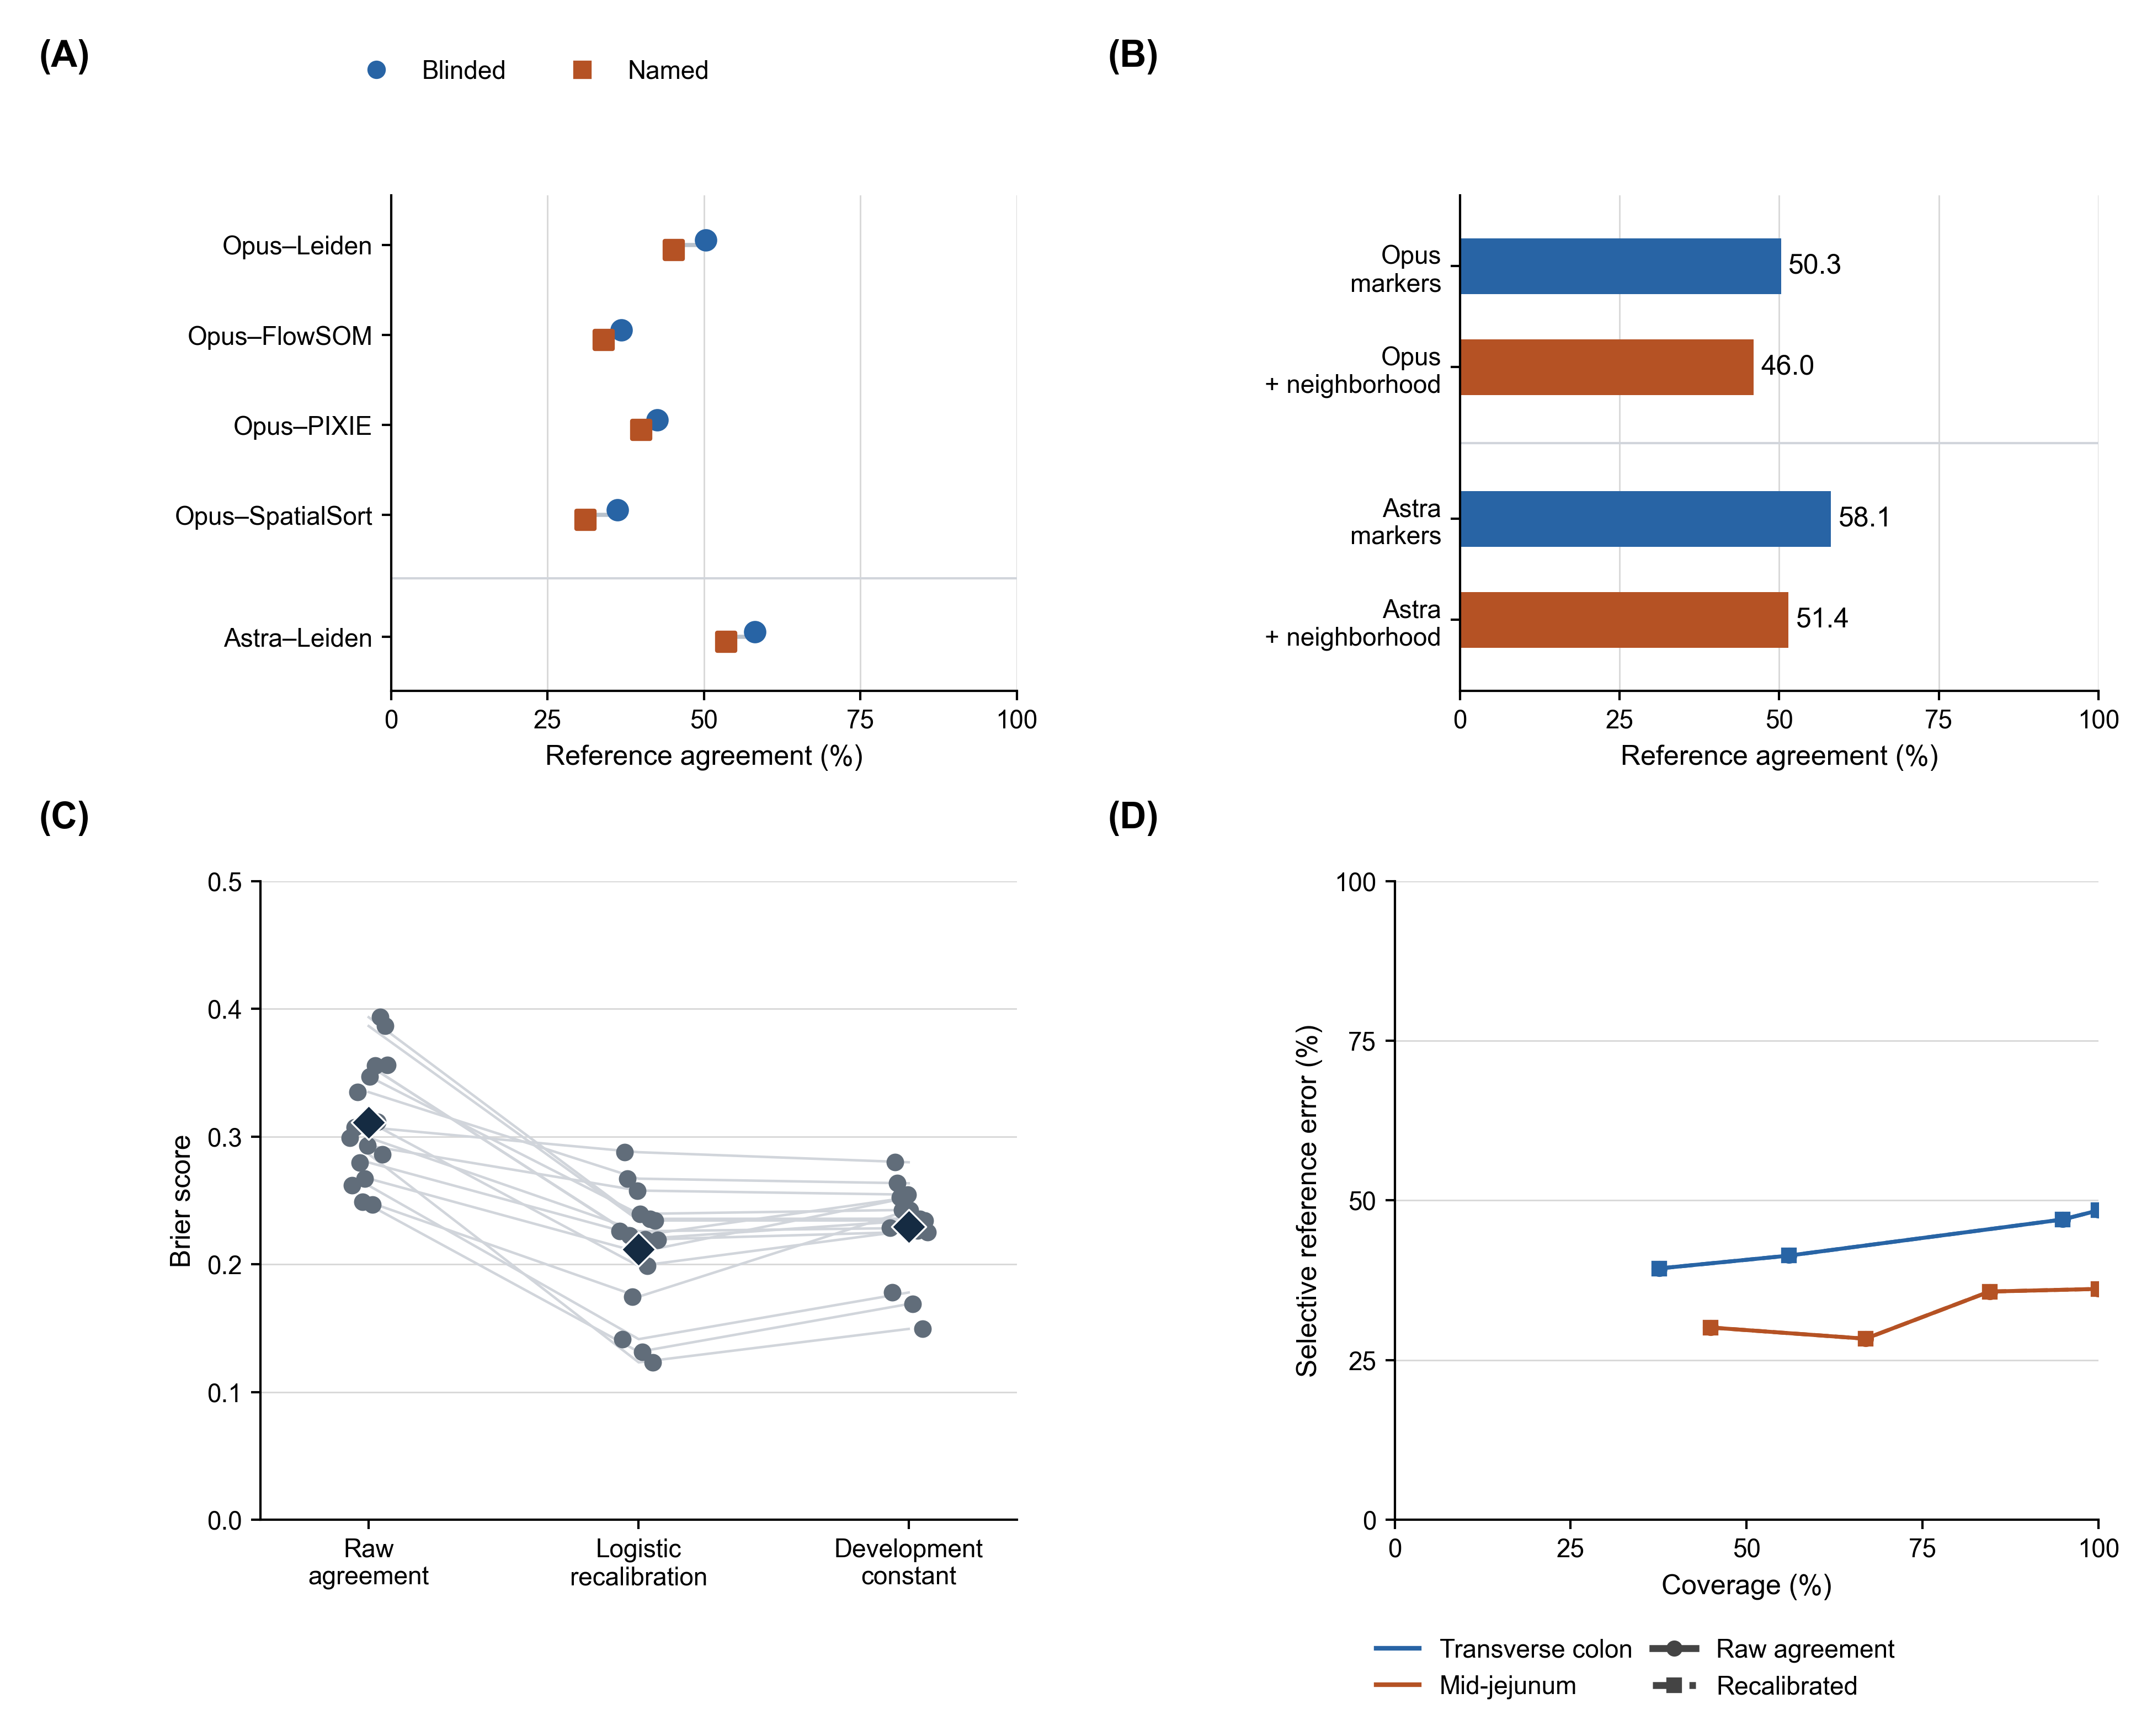 (A)
Blinded
Named
Opus–Leiden
Opus–FlowSOM
Opus–PIXIE
Opus–SpatialSort
Astra–Leiden
0 25 50 75 100
Reference agreement (%)
(B)
Opus
markers
50.3
Opus
+ neighborhood
46.0
Astra
markers
58.1
Astra
+ neighborhood
51.4
0 25 50 75 100
Reference agreement (%)
(C)
Brier score
0.5
0.4
0.3
0.2
0.1
0.0
Raw
agreement
Logistic
recalibration
Development
constant
(D)
Selective reference error (%)
100
75
50
25
0
0 25 50 75 100
Coverage (%)
Transverse colon
Mid-jejunum
Raw agreement
Recalibrated